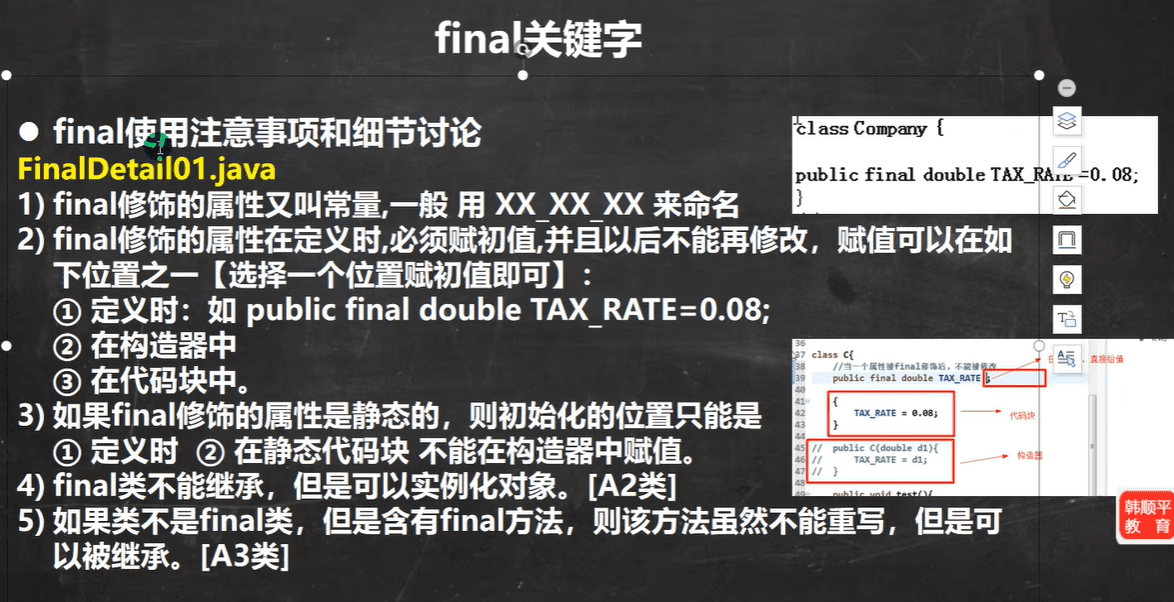 final关键字
● final使用注意事项和细节讨论
FinalDetail01.java
1) final修饰的属性又叫常量,一般 用 XX_XX_XX 来命名
2) final修饰的属性在定义时,必须赋初值,并且以后不能再修改，赋值可以在如
下位置之一【选择一个位置赋初值即可】:
① 定义时：如 public final double TAX_RATE=0.08;
② 在构造器中
③ 在代码块中。
3) 如果final修饰的属性是静态的，则初始化的位置只能是
① 定义时 ② 在静态代码块 不能在构造器中赋值。
4) final类不能继承，但是可以实例化对象。[A2类]
5) 如果类不是final类，但是含有final方法，则该方法虽然不能重写，但是可
以被继承。[A3类]
class Company {
public final double TAX_RATE=0.08;
}
36
37 class C{
38 //当一个属性被final修饰后，不能被修改
39 public final double TAX_RATE ;
直接给值
40
41 {
42 TAX_RATE = 0.08;
43 }
代码块
44
45 // public C(double d1){
46 // TAX_RATE = d1;
47 // }
构造器
48
49 public void test(){
韩顺平
教 育